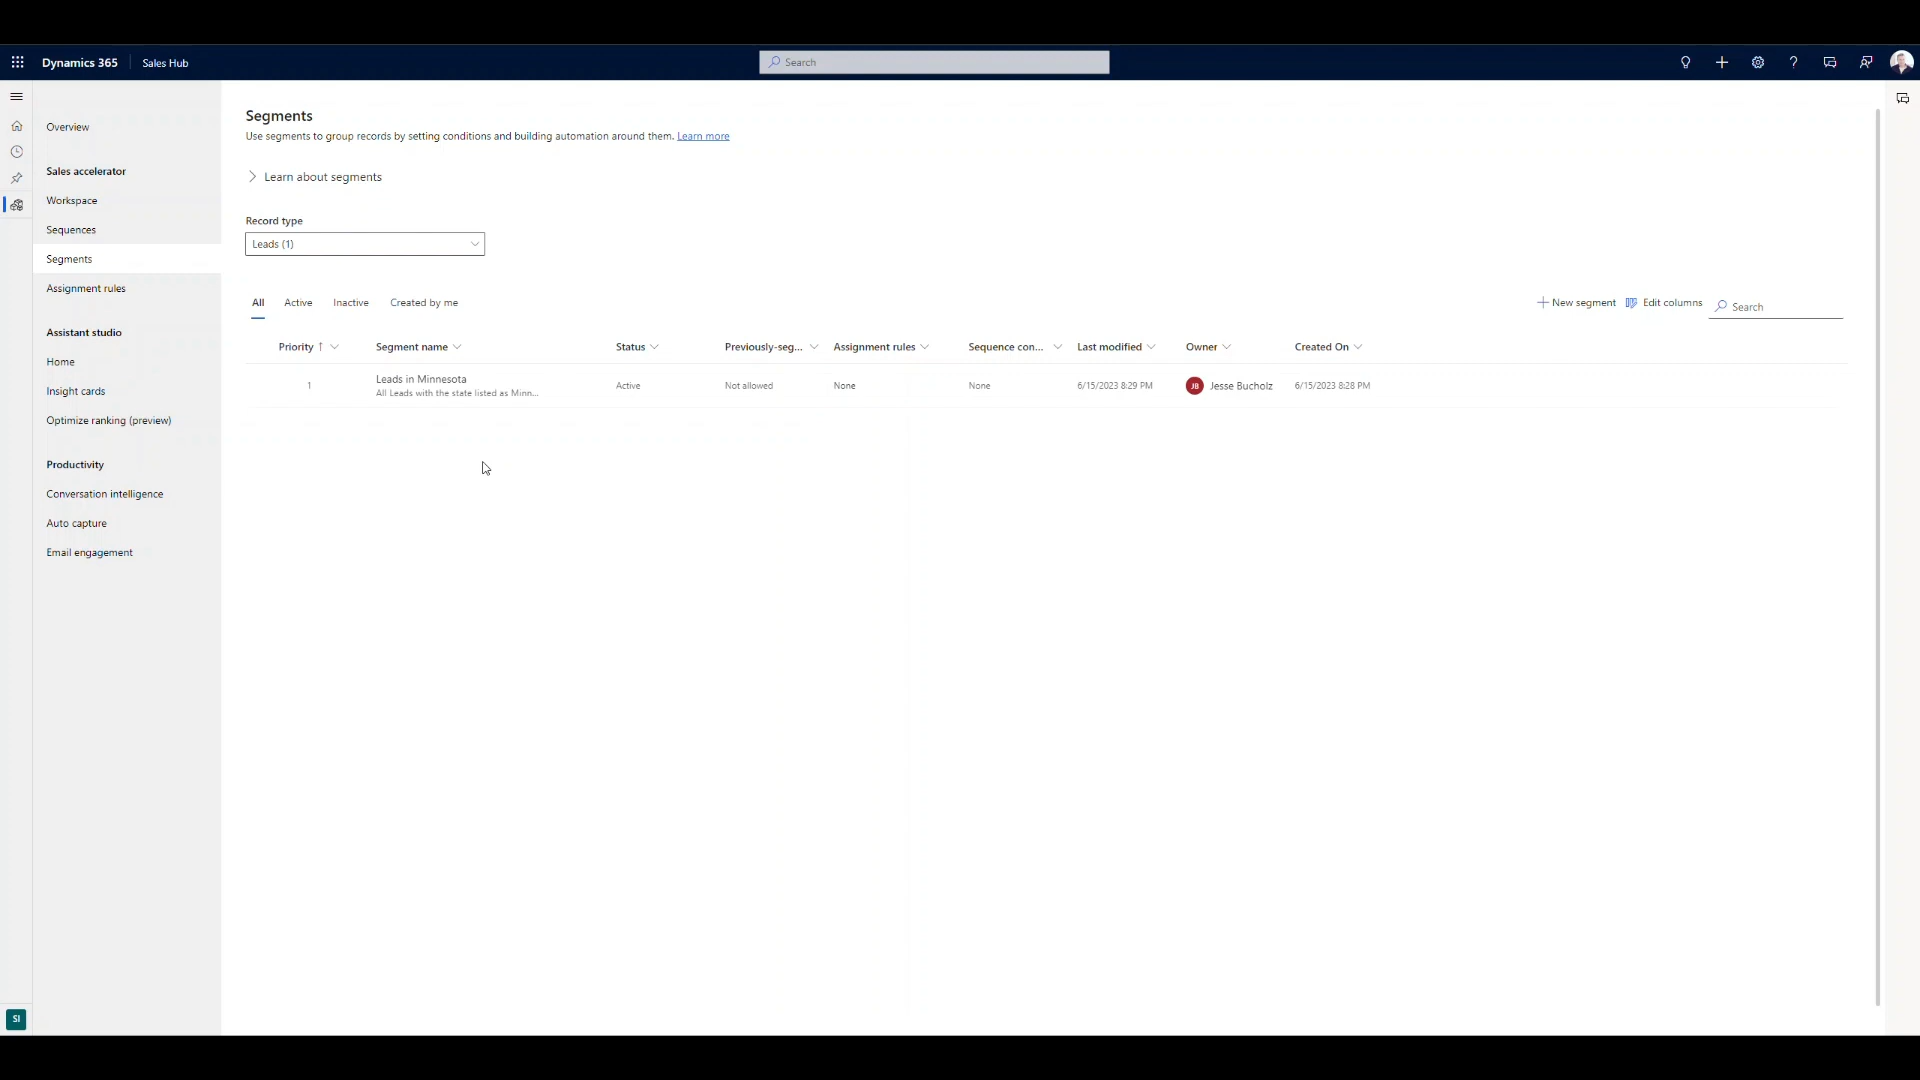 Dynamics 365 Sales Hub Search
Segments
Use segments to group records by setting conditions and building automation around them. Learn more
Learn about segments
Record type
Leads (1)
Overview
Sales accelerator
Workspace
Sequences
Segments
Assignment rules
Assistant studio
Home
Insight cards
Optimize ranking (preview)
Productivity
Conversation intelligence
Auto capture
Email engagement
SI
All Active Inactive Created by me New segment Edit columns Search
Priority ↑ Segment name Status Previously-seg... Assignment rules Sequence con... Last modified Owner Created On
1 Leads in Minnesota Active Not allowed None None 6/15/2023 8:29 PM JB Jesse Bucholz 6/15/2023 8:28 PM
All Leads with the state listed as Minn...